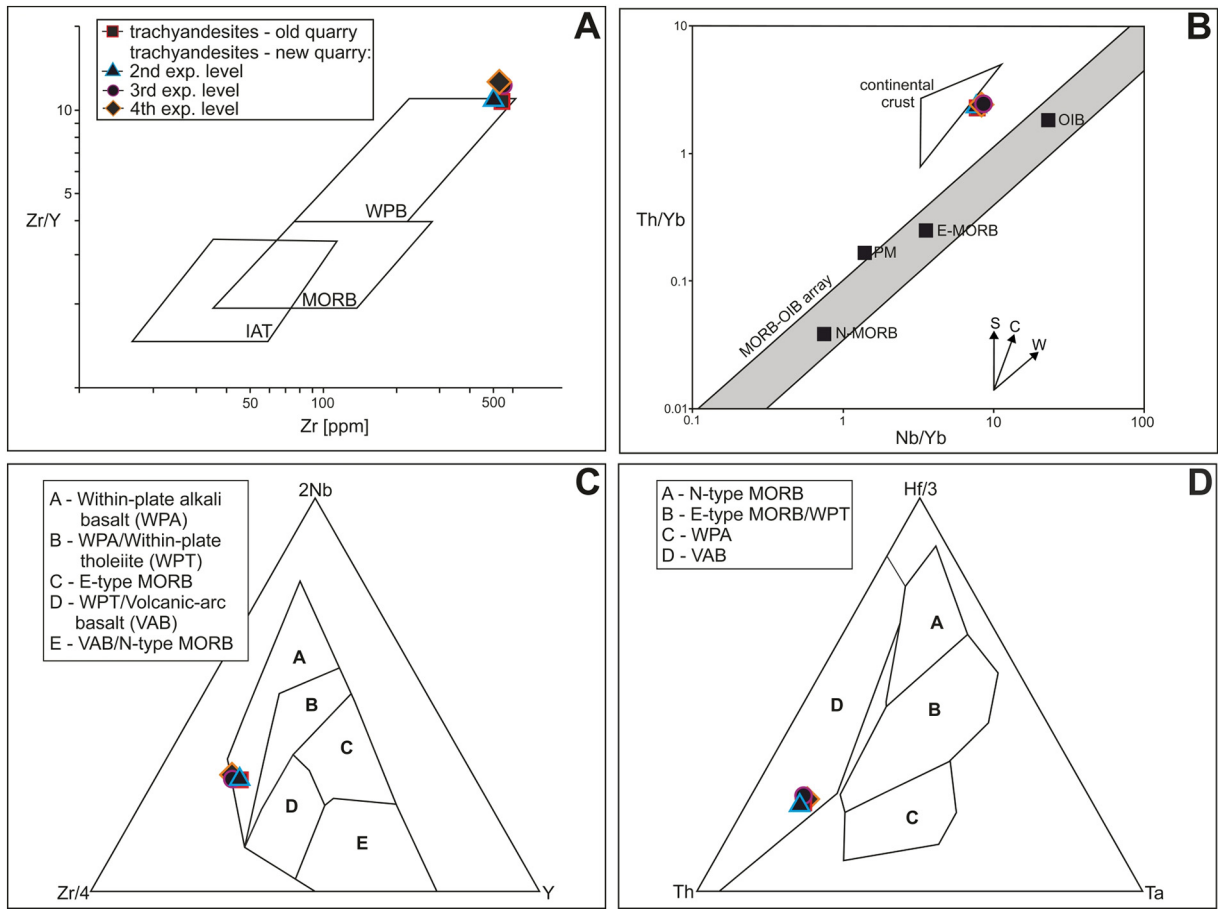 A
trachyandesites - old quarry
trachyandesites - new quarry:
2nd exp. level
3rd exp. level
4th exp. level
10
5
Zr/Y
WPB
MORB
IAT
50
100
500
Zr [ppm]
B
10
continental
crust
OIB
1
Th/Yb
E-MORB
PM
0.1
MORB-OIB array
N-MORB
S
C
W
0.01
0.1
1
10
100
Nb/Yb
C
A - Within-plate alkali
basalt (WPA)
B - WPA/Within-plate
tholeiite (WPT)
C - E-type MORB
D - WPT/Volcanic-arc
basalt (VAB)
E - VAB/N-type MORB
2Nb
A
B
C
D
E
Zr/4
Y
D
A - N-type MORB
B - E-type MORB/WPT
C - WPA
D - VAB
Hf/3
A
D
B
C
Th
Ta